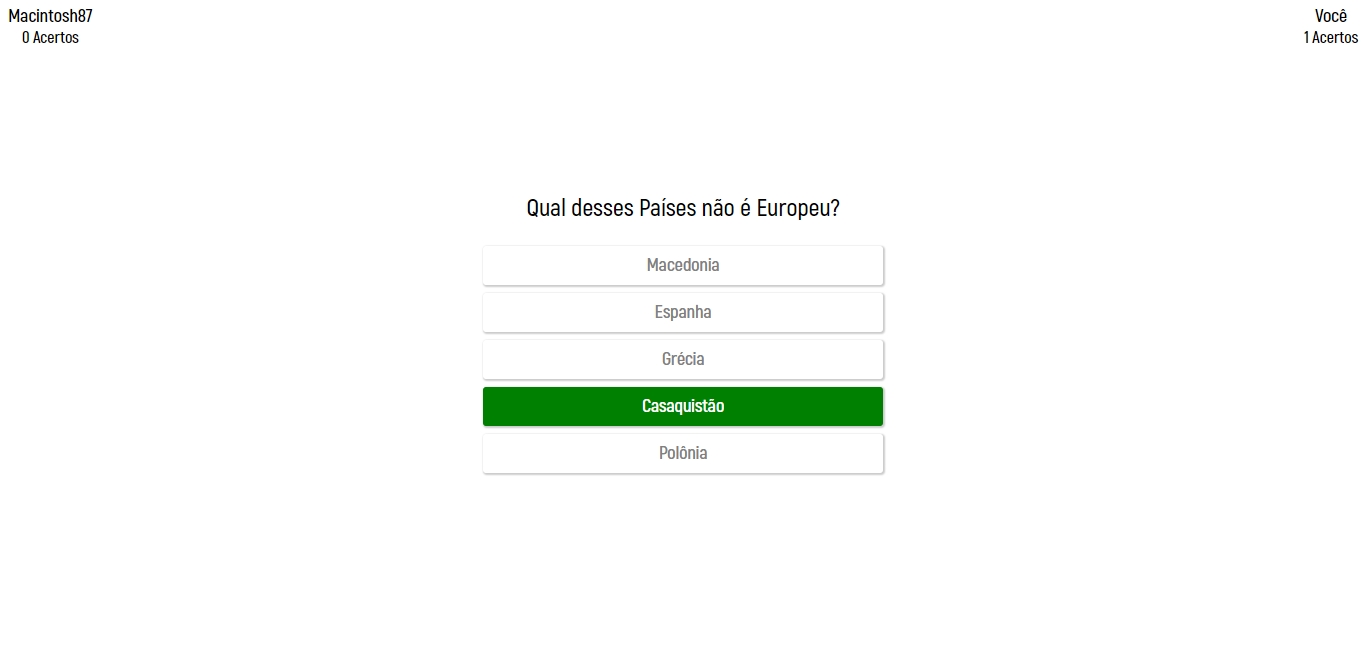 Macintosh87
0 Acertos
Você
1 Acertos
Qual desses Países não é Europeu?
Macedonia
Espanha
Grécia
Casaquistão
Polônia